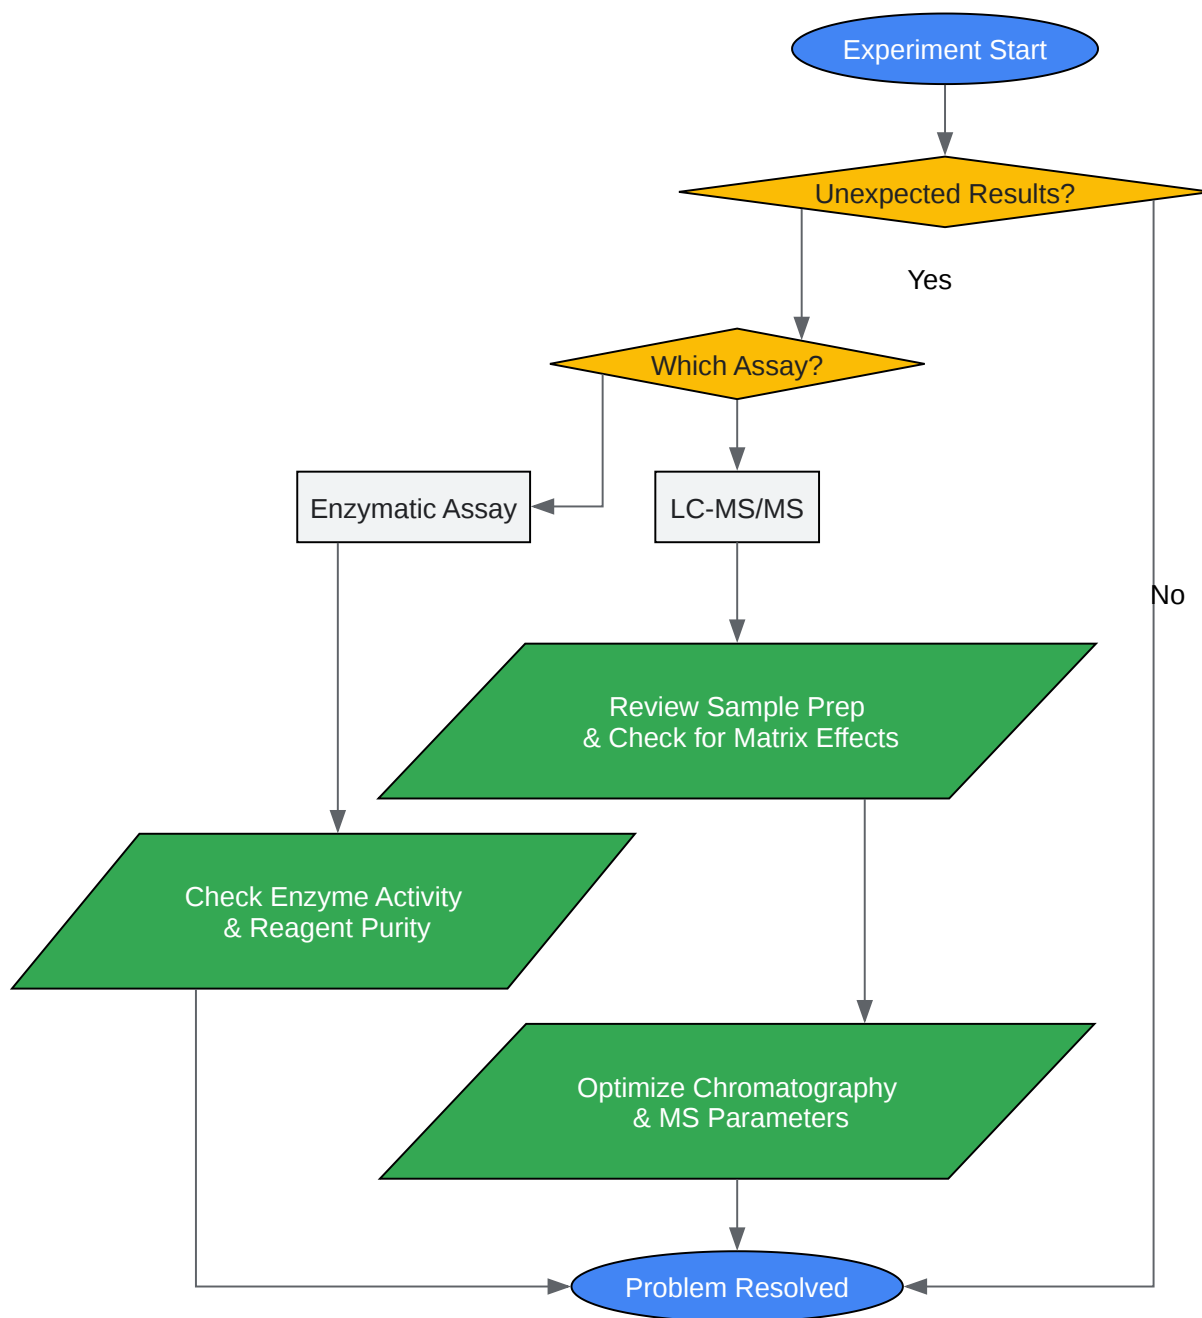 Experiment Start
Unexpected Results?
Yes
Which Assay?
Enzymatic Assay
LC-MS/MS
No
Review Sample Prep
& Check for Matrix Effects
Check Enzyme Activity
& Reagent Purity
Optimize Chromatography
& MS Parameters
Problem Resolved